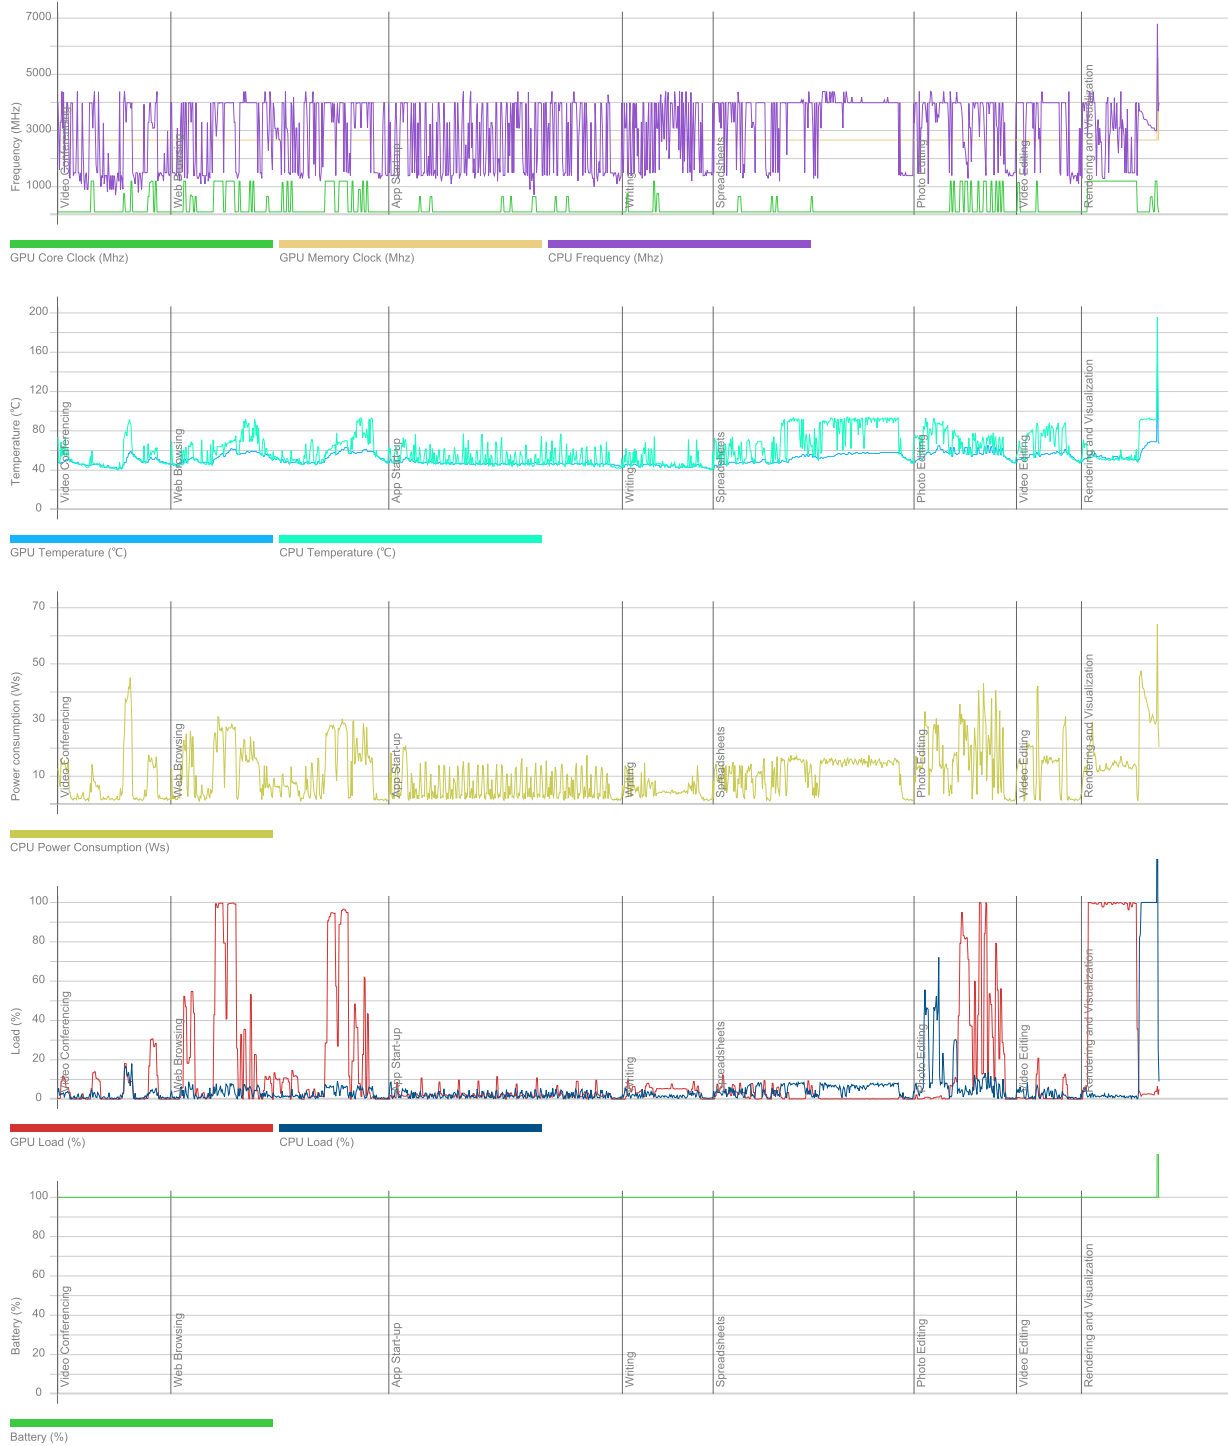 7000
5000
3000
1000
Frequency (MHz)
Video Conferencing
Web Browsing
App Start-up
Writing
Spreadsheets
Photo Editing
Video Editing
Rendering and Visualization
GPU Core Clock (Mhz)
GPU Memory Clock (Mhz)
CPU Frequency (Mhz)
200
160
120
80
40
0
Temperature (℃)
Video Conferencing
Web Browsing
App Start-up
Writing
Spreadsheets
Photo Editing
Video Editing
Rendering and Visualization
GPU Temperature (℃)
CPU Temperature (℃)
70
50
30
10
Power consumption (Ws)
Video Conferencing
Web Browsing
App Start-up
Writing
Spreadsheets
Photo Editing
Video Editing
Rendering and Visualization
CPU Power Consumption (Ws)
100
80
60
40
20
0
Load (%)
Video Conferencing
Web Browsing
App Start-up
Writing
Spreadsheets
Photo Editing
Video Editing
Rendering and Visualization
GPU Load (%)
CPU Load (%)
100
80
60
40
20
0
Battery (%)
Video Conferencing
Web Browsing
App Start-up
Writing
Spreadsheets
Photo Editing
Video Editing
Rendering and Visualization
Battery (%)